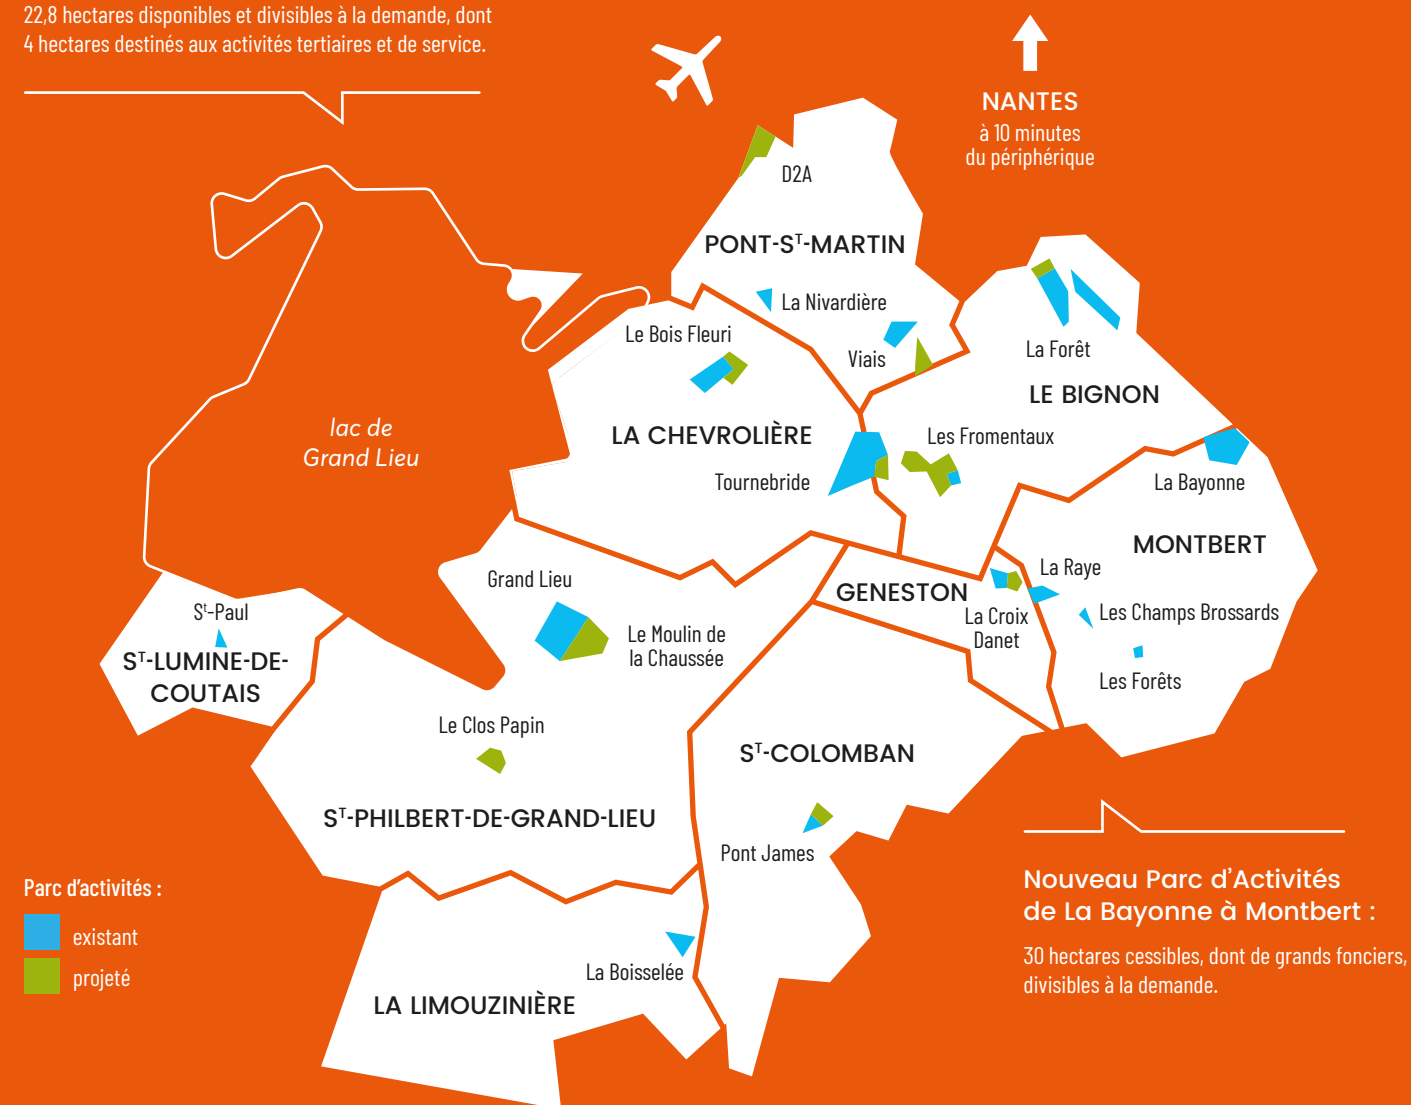 22,8 hectares disponibles et divisibles à la demande, dont
4 hectares destinés aux activités tertiaires et de service.
NANTES
à 10 minutes
du périphérique
D2A
PONT-Sᵀ-MARTIN
La Nivardière
Le Bois Fleuri
Viais
La Forêt
LE BIGNON
lac de
Grand Lieu
LA CHEVROLIÈRE
Les Fromentaux
Tournebride
La Bayonne
MONTBERT
Grand Lieu
La Raye
GENESTON
Sᵗ-Paul
Les Champs Brossards
La Croix
Danet
Le Moulin de
la Chaussée
Sᵀ-LUMINE-DE-
COUTAIS
Les Forêts
Le Clos Papin
Sᵀ-COLOMBAN
Sᵀ-PHILBERT-DE-GRAND-LIEU
Pont James
Parc d’activités :
existant
projeté
La Boisselée
LA LIMOUZINIÈRE
Nouveau Parc d’Activités
de La Bayonne à Montbert :
30 hectares cessibles, dont de grands fonciers,
divisibles à la demande.